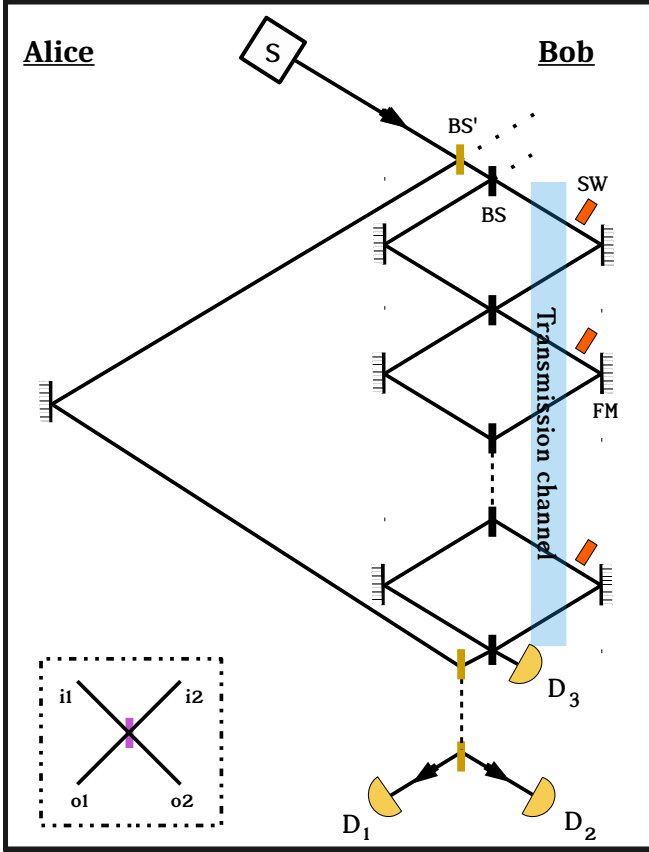 Alice
Bob
S
BS'
SW
BS
Transmission channel
FM
D3
i1
i2
o1
o2
D1
D2